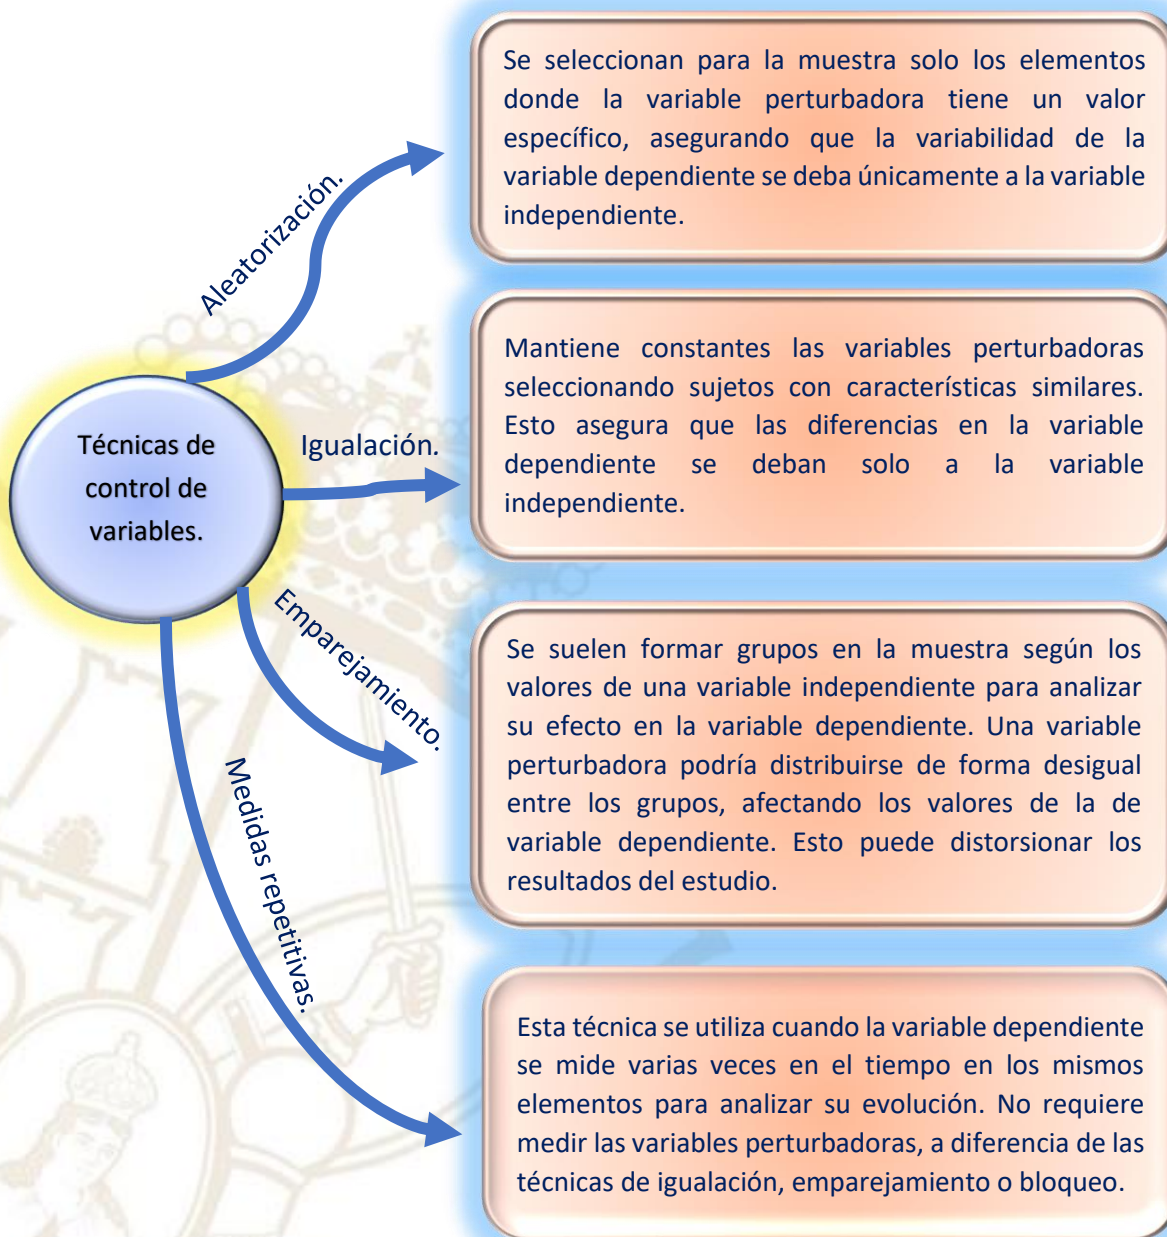 Técnicas de
control de
variables.
Aleatorización.
Se seleccionan para la muestra solo los elementos
donde la variable perturbadora tiene un valor
específico, asegurando que la variabilidad de la
variable dependiente se deba únicamente a la variable
independiente.
Igualación.
Mantiene constantes las variables perturbadoras
seleccionando sujetos con características similares.
Esto asegura que las diferencias en la variable
dependiente se deban solo a la variable
independiente.
Emparejamiento.
Se suelen formar grupos en la muestra según los
valores de una variable independiente para analizar
su efecto en la variable dependiente. Una variable
perturbadora podría distribuirse de forma desigual
entre los grupos, afectando los valores de la de
variable dependiente. Esto puede distorsionar los
resultados del estudio.
Medidas repetitivas.
Esta técnica se utiliza cuando la variable dependiente
se mide varias veces en el tiempo en los mismos
elementos para analizar su evolución. No requiere
medir las variables perturbadoras, a diferencia de las
técnicas de igualación, emparejamiento o bloqueo.